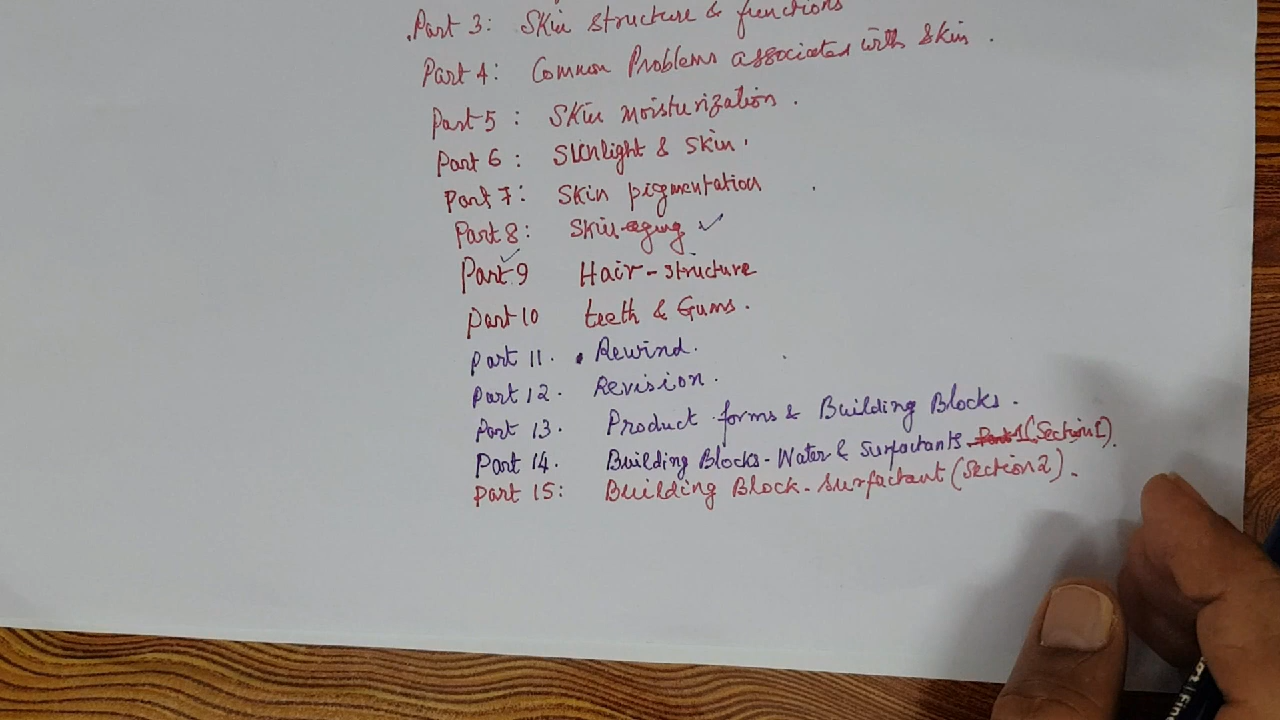 .Part 3: Skin structure & functions
Part 4: Common Problems associated with Skin.
Part 5: Skin moisturization.
Part 6: Sunlight & Skin.
Part 7: Skin pigmentation.
Part 8: Skin-aging ✓
Part 9 Hair-structure
Part 10 teeth & Gums.
Part 11. Rewind.
Part 12. Revision.
Part 13. Product forms & Building Blocks.
Part 14. Building Blocks-Water & surfactants Part 1 (Section 1).
Part 15: Building Block-Surfactant (Section 2).